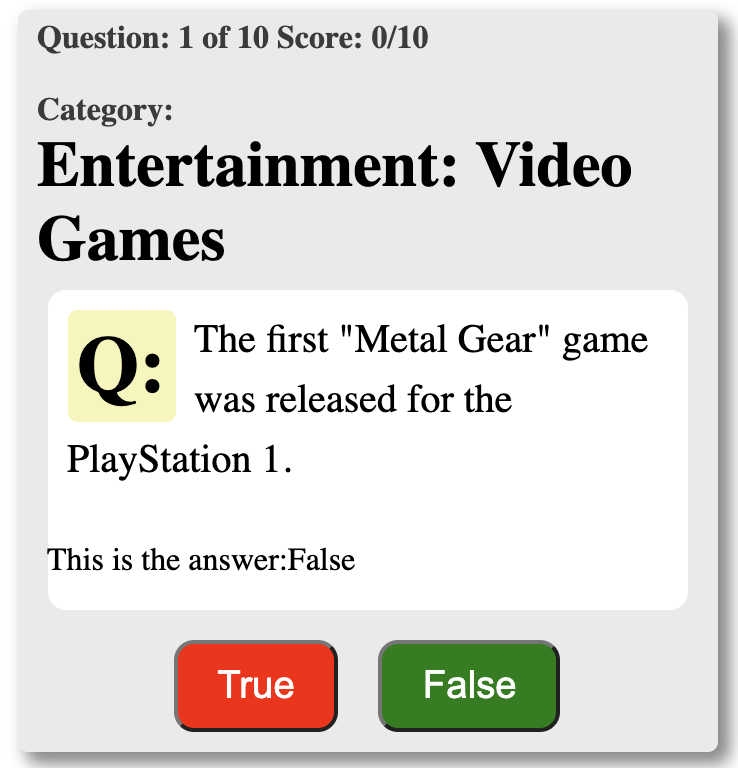 Question: 1 of 10 Score: 0/10
Category:
Entertainment: Video
Games
Q: The first "Metal Gear" game
was released for the
PlayStation 1.
This is the answer:False
True False